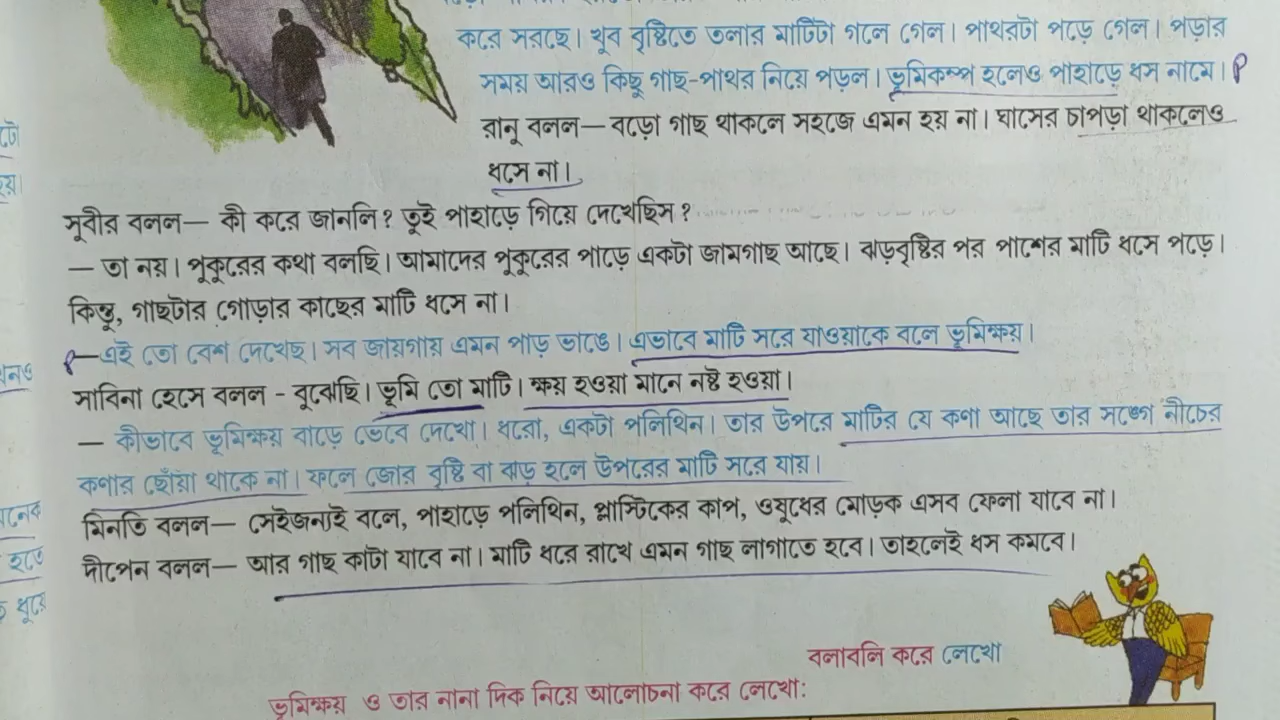 করে সরছে। খুব বৃষ্টিতে তলার মাটিটা গলে গেল। পাথরটা পড়ে গেল। পড়ার
সময় আরও কিছু গাছ-পাথর নিয়ে পড়ল। ভূমিকম্প হলেও পাহাড়ে ধস নামে।
রানু বলল— বড়ো গাছ থাকলে সহজে এমন হয় না। ঘাসের চাপড়া থাকলেও
ধসে না।
সুবীর বলল— কী করে জানলি? তুই পাহাড়ে গিয়ে দেখেছিস?
— তা নয়। পুকুরের কথা বলছি। আমাদের পুকুরের পাড়ে একটা জামগাছ আছে। ঝড়বৃষ্টির পর পাশের মাটি ধসে পড়ে।
কিন্তু, গাছটার গোড়ার কাছের মাটি ধসে না।
—এই তো বেশ দেখেছ। সব জায়গায় এমন পাড় ভাঙে। এভাবে মাটি সরে যাওয়াকে বলে ভূমিক্ষয়।
সাবিনা হেসে বলল - বুঝেছি। ভূমি তো মাটি। ক্ষয় হওয়া মানে নষ্ট হওয়া।
— কীভাবে ভূমিক্ষয় বাড়ে ভেবে দেখো। ধরো, একটা পলিথিন। তার উপরে মাটির যে কণা আছে তার সঙ্গে নীচের
কণার ছোঁয়া থাকে না। ফলে জোর বৃষ্টি বা ঝড় হলে উপরের মাটি সরে যায়।
মিনতি বলল— সেইজন্যই বলে, পাহাড়ে পলিথিন, প্লাস্টিকের কাপ, ওষুধের মোড়ক এসব ফেলা যাবে না।
দীপেন বলল— আর গাছ কাটা যাবে না। মাটি ধরে রাখে এমন গাছ লাগাতে হবে। তাহলেই ধস কমবে।
বলাবলি করে লেখো
ভূমিক্ষয় ও তার নানা দিক নিয়ে আলোচনা করে লেখো: